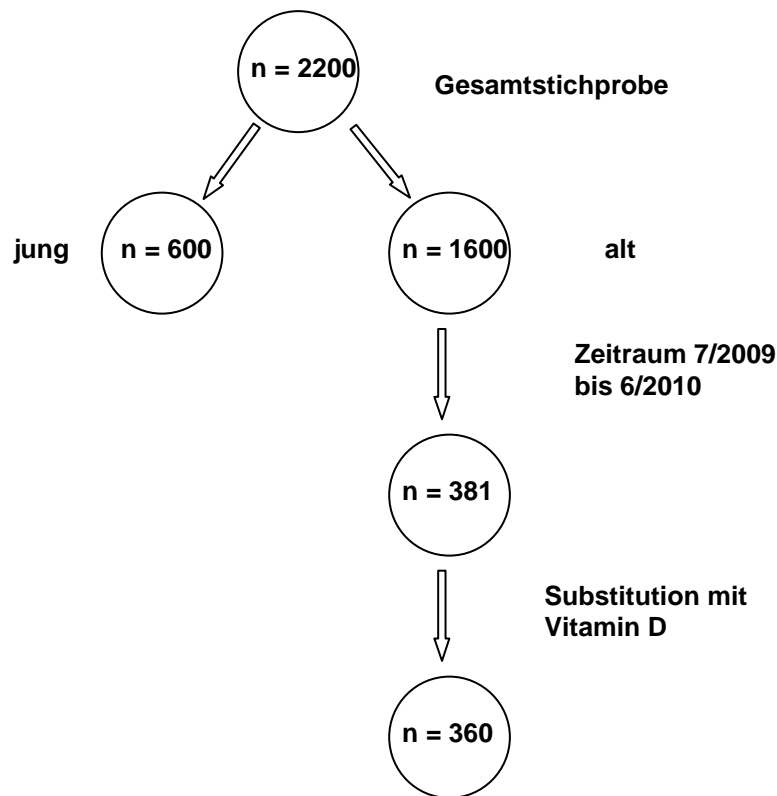 n = 2200
Gesamtstichprobe
jung
n = 600
n = 1600
alt
Zeitraum 7/2009
bis 6/2010
n = 381
Substitution mit
Vitamin D
n = 360